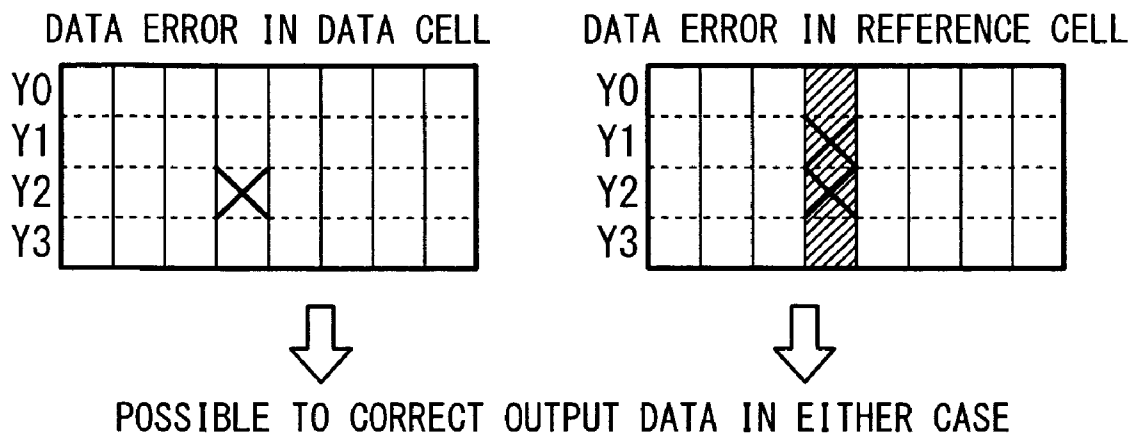 DATA ERROR IN DATA CELL
Y0
Y1
Y2
Y3
DATA ERROR IN REFERENCE CELL
Y0
Y1
Y2
Y3
POSSIBLE TO CORRECT OUTPUT DATA IN EITHER CASE